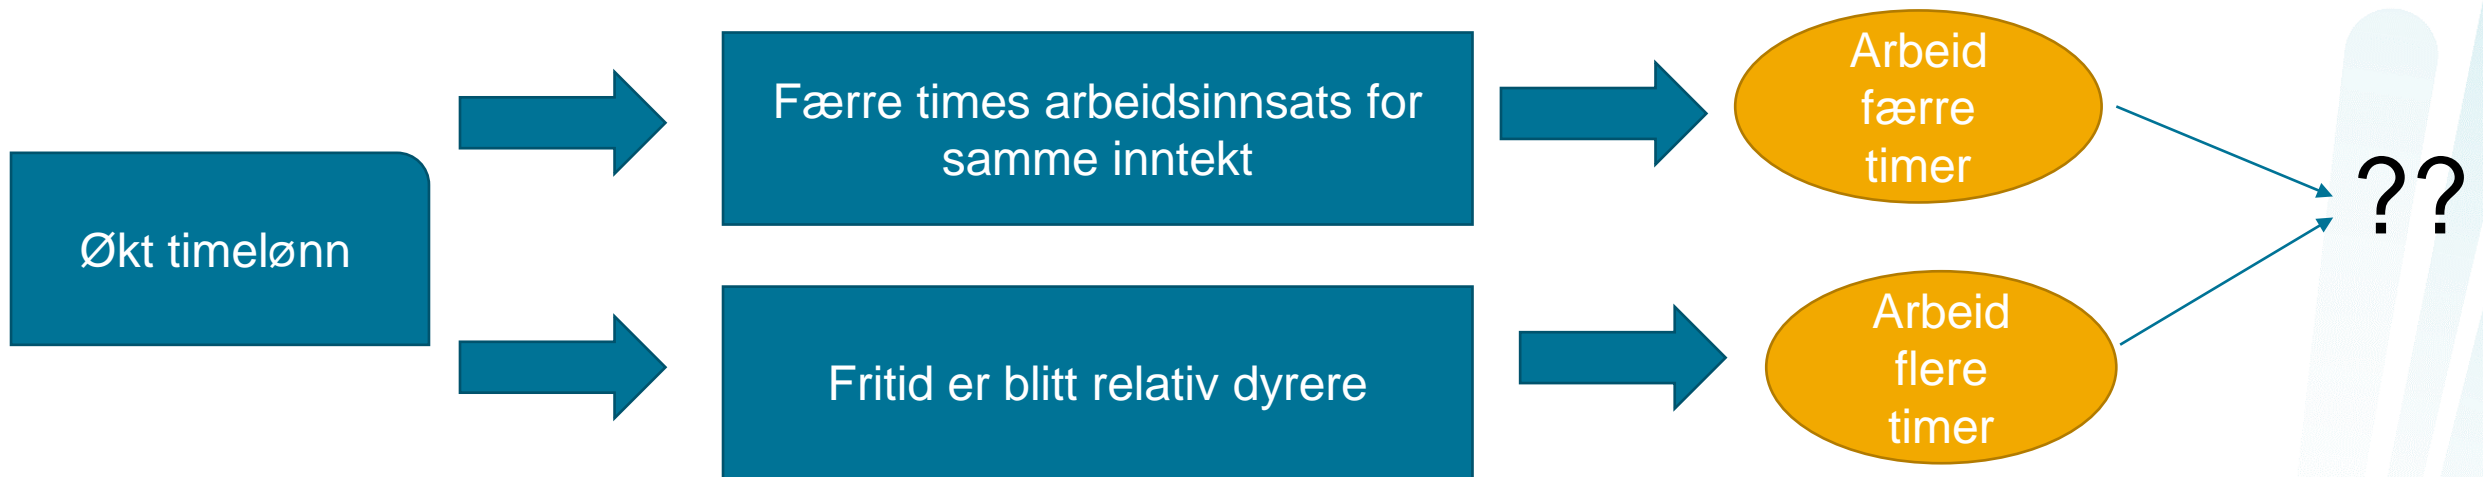 Økt timelønn
Færre times arbeidsinnsats for
samme inntekt
Arbeid
færre
timer
Fritid er blitt relativ dyrere
Arbeid
flere
timer
??